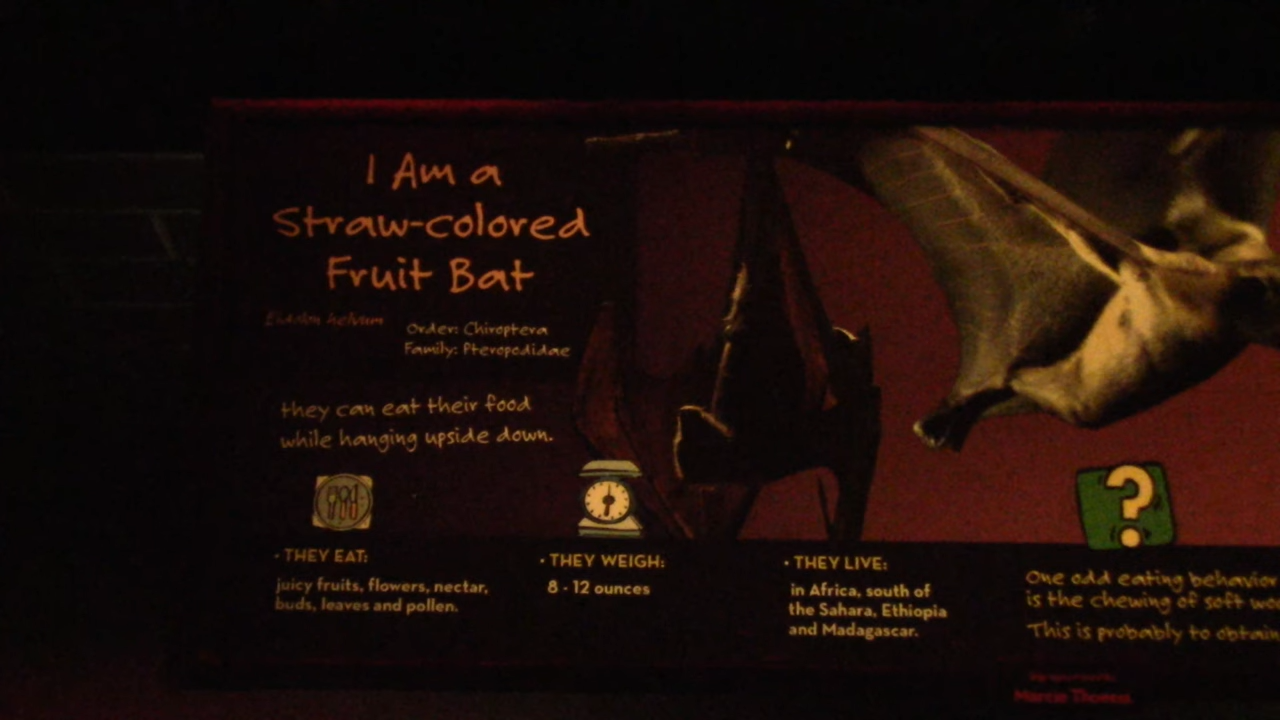 I Am a
Straw-colored
Fruit Bat
Eidolon helvum
Order: Chiroptera
Family: Pteropodidae
they can eat their food
while hanging upside down.
• THEY EAT:
juicy fruits, flowers, nectar,
buds, leaves and pollen.
• THEY WEIGH:
8 - 12 ounces
• THEY LIVE:
in Africa, south of
the Sahara, Ethiopia
and Madagascar.
?
One odd eating behavior
is the chewing of soft
This is probably to obtain